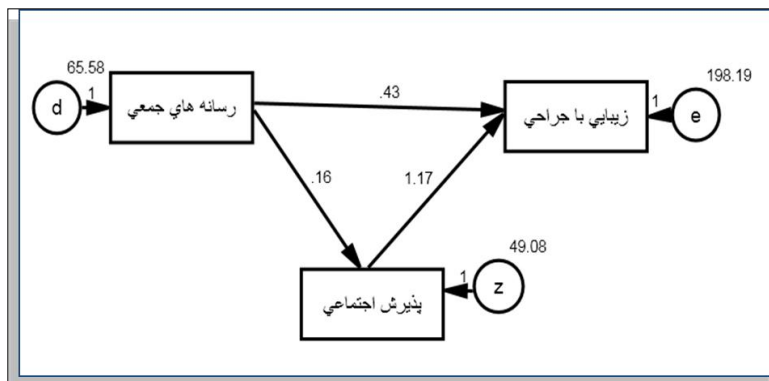 65.58
198.19
d
1
رسانه هاي جمعي
.43
زيبايي با جراحي
1
e
.16
1.17
49.08
پذيرش اجتماعي
1
z